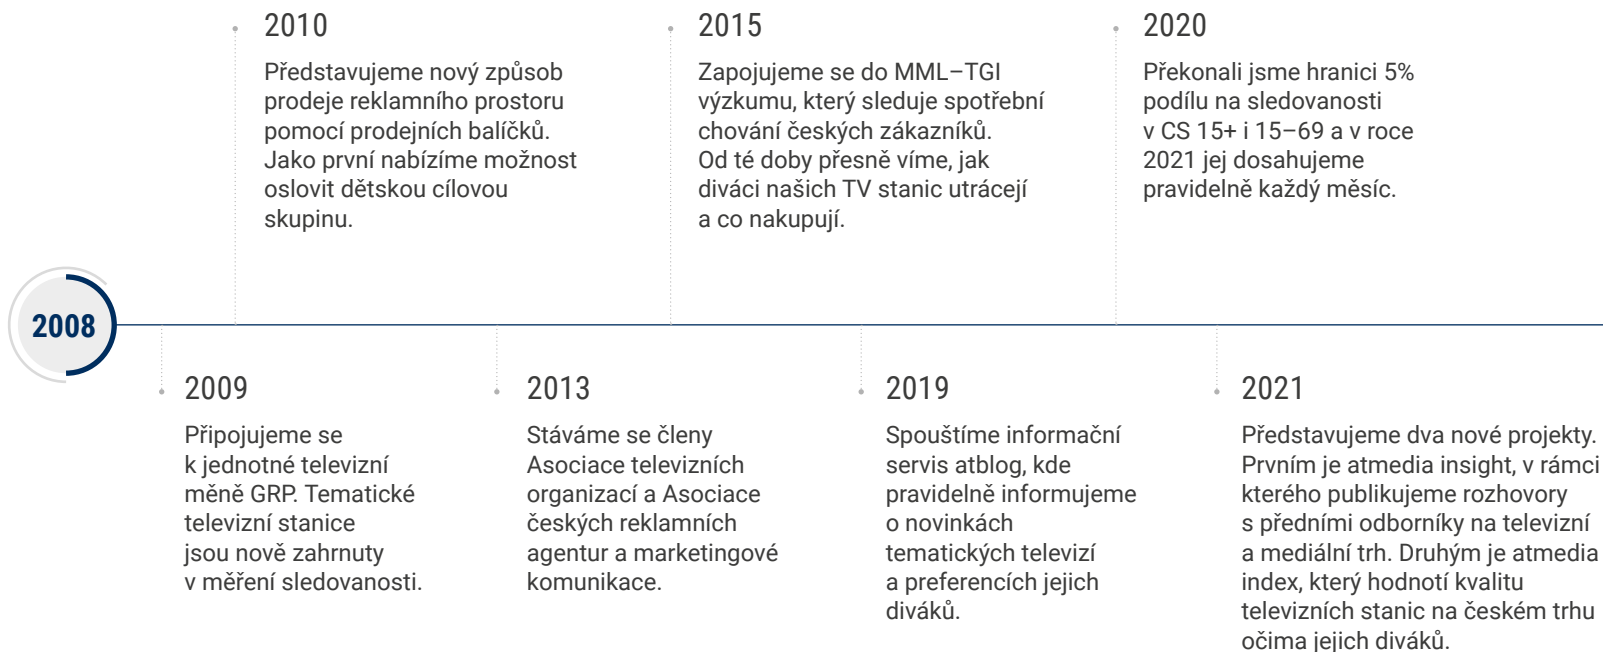 2010
Představujeme nový způsob
prodeje reklamního prostoru
pomocí prodejních balíčků.
Jako první nabízíme možnost
oslovit dětskou cílovou
skupinu.
2015
Zapojujeme se do MML–TGI
výzkumu, který sleduje spotřební
chování českých zákazníků.
Od té doby přesně víme, jak
diváci našich TV stanic utrácejí
a co nakupují.
2020
Překonali jsme hranici 5%
podílu na sledovanosti
v CS 15+ i 15–69 a v roce
2021 jej dosahujeme
pravidelně každý měsíc.
2008
2009
Připojujeme se
k jednotné televizní
měně GRP. Tematické
televizní stanice
jsou nově zahrnuty
v měření sledovanosti.
2013
Stáváme se členy
Asociace televizních
organizací a Asociace
českých reklamních
agentur a marketingové
komunikace.
2019
Spouštíme informační
servis atblog, kde
pravidelně informujeme
o novinkách
tematických televizí
a preferencích jejich
diváků.
2021
Představujeme dva nové projekty.
Prvním je atmedia insight, v rámci
kterého publikujeme rozhovory
s předními odborníky na televizní
a mediální trh. Druhým je atmedia
index, který hodnotí kvalitu
televizních stanic na českém trhu
očima jejich diváků.